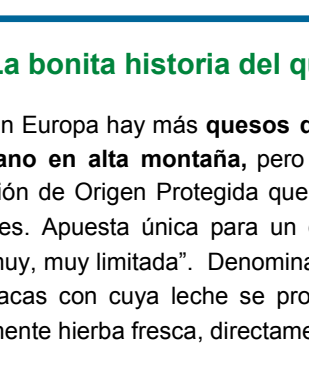 La bonita historia del
n Europa hay más quesos
ano en alta montaña, pero
ión de Origen Protegida que
es. Apuesta única para un
muy, muy limitada”. Denomina
acas con cuya leche se pro
mente hierba fresca, directame